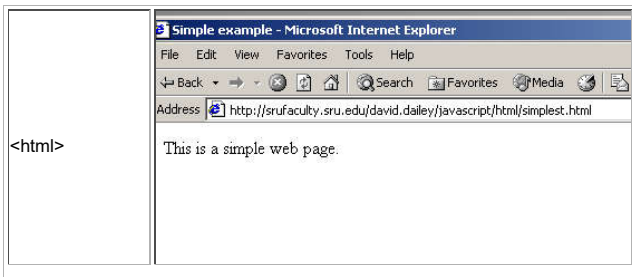 <html>
Simple example - Microsoft Internet Explorer
File Edit View Favorites Tools Help
Back Search Favorites Media
Address http://srufaculty.sru.edu/david.dailey/javascript/html/simplest.html
This is a simple web page.